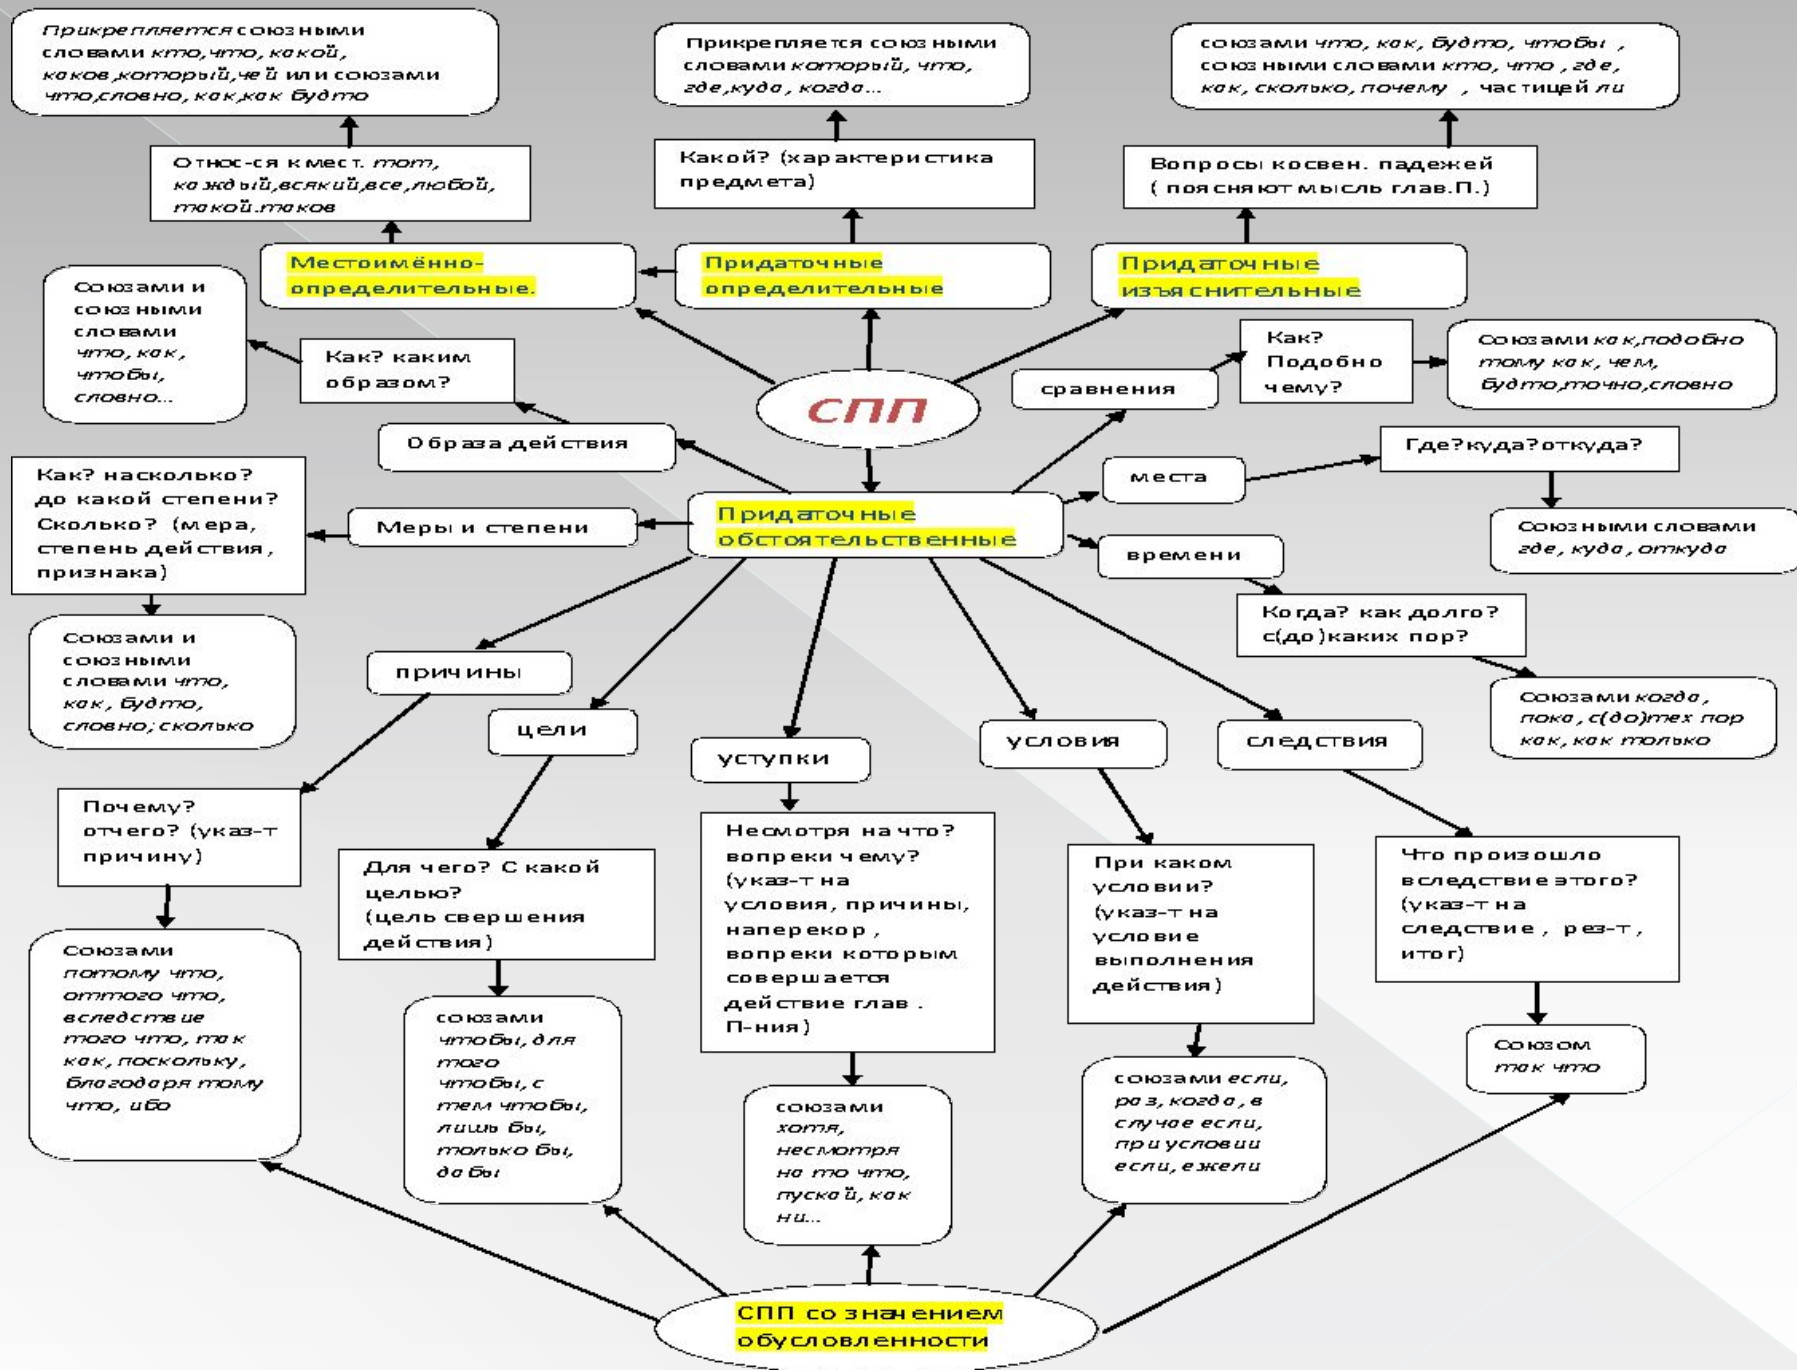 Прикрепляется союзными
словами кто,что, какой,
каков,который,чей или союзами
что,словно, как,как будто
Прикрепляется союзными
словами который, что,
где,куда, когда...
союзами что, как, будто, чтобы ,
союзными словами кто, что , где,
как, сколько, почему , частицей ли
Относ-ся к мест. тот,
каждый,всякий,все,любой,
такой.таков
Какой? (характеристика
предмета)
Вопросы косвен. падежей
( поясняют мысль глав.П.)
Местоимённо-
определительные.
Придаточные
определительные
Придаточные
изъяснительные
Союзами и
союзными
словами
что, как,
чтобы,
словно...
Как? каким
образом?
СПП
сравнения
Как?
Подобно
чему?
Союзами как,подобно
тому как, чем,
будто,точно,словно
Образа действия
Как? насколько?
до какой степени?
Сколько? (мера,
степень действия,
признака)
Меры и степени
Придаточные
обстоятельственные
места
Где?куда?откуда?
Союзными словами
где, куда, откуда
времени
Когда? как долго?
с(до)каких пор?
Союзами когда,
пока, с(до)тех пор
как, как только
Союзами и
союзными
словами что,
как, будто,
словно; сколько
причины
цели
уступки
условия
следствия
Почему?
отчего? (указ-т
причину)
Для чего? С какой
целью?
(цель свершения
действия)
Несмотря на что?
вопреки чему?
(указ-т на
условия, причины,
наперекор ,
вопреки которым
совершается
действие глав .
П-ния)
При каком
условии?
(указ-т на
условие
выполнения
действия)
Что произошло
вследствие этого?
(указ-т на
следствие , рез-т ,
итог)
Союзами
потому что,
оттого что,
вследствие
того что, так
как, поскольку,
благодаря тому
что, ибо
союзами
чтобы, для
того
чтобы, с
тем чтобы,
лишь бы,
только бы,
дабы
союзами
хотя,
несмотря
на то что,
пускай, как
ни...
союзами если,
раз, когда, в
случае если,
при условии
если, ежели
Союзом
так что
СПП со значением
обусловленности